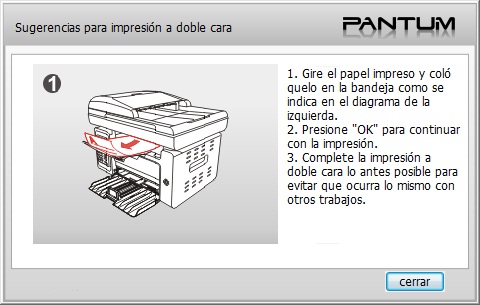 Sugerencias para impresión a doble cara
PANTUM
1
1. Gire el papel impreso y coló
quelo en la bandeja como se
indica en el diagrama de la
izquierda.
2. Presione "OK" para continuar
con la impresión.
3. Complete la impresión a
doble cara lo antes posible para
evitar que ocurra lo mismo con
otros trabajos.
cerrar